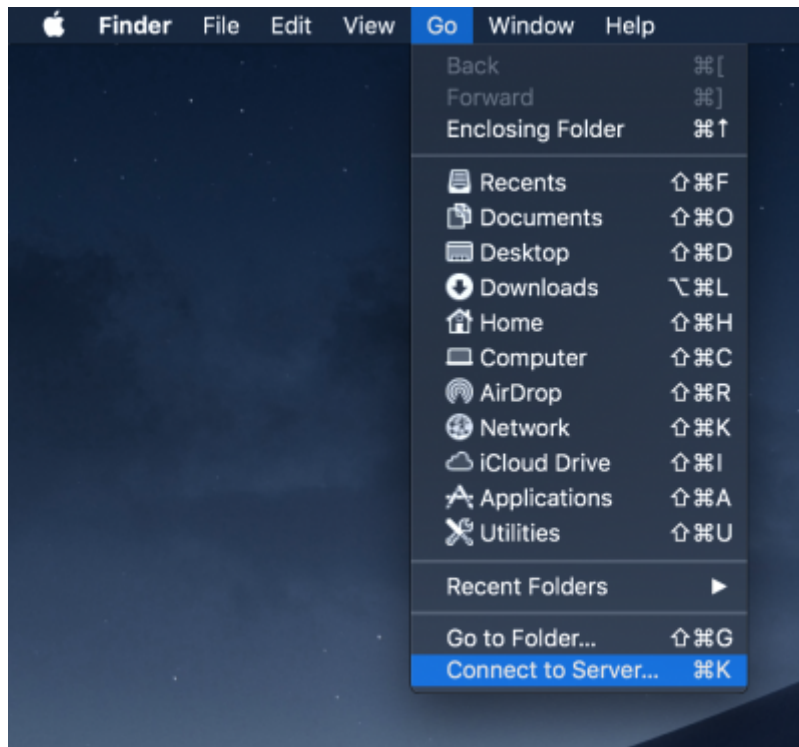 Finder File Edit View Go Window Help
Back ⌘[
Forward ⌘]
Enclosing Folder ⌘↑
Recents ⇧⌘F
Documents ⇧⌘O
Desktop ⇧⌘D
Downloads ⌥⌘L
Home ⇧⌘H
Computer ⇧⌘C
AirDrop ⇧⌘R
Network ⇧⌘K
iCloud Drive ⇧⌘I
Applications ⇧⌘A
Utilities ⇧⌘U
Recent Folders ▶
Go to Folder... ⇧⌘G
Connect to Server... ⌘K